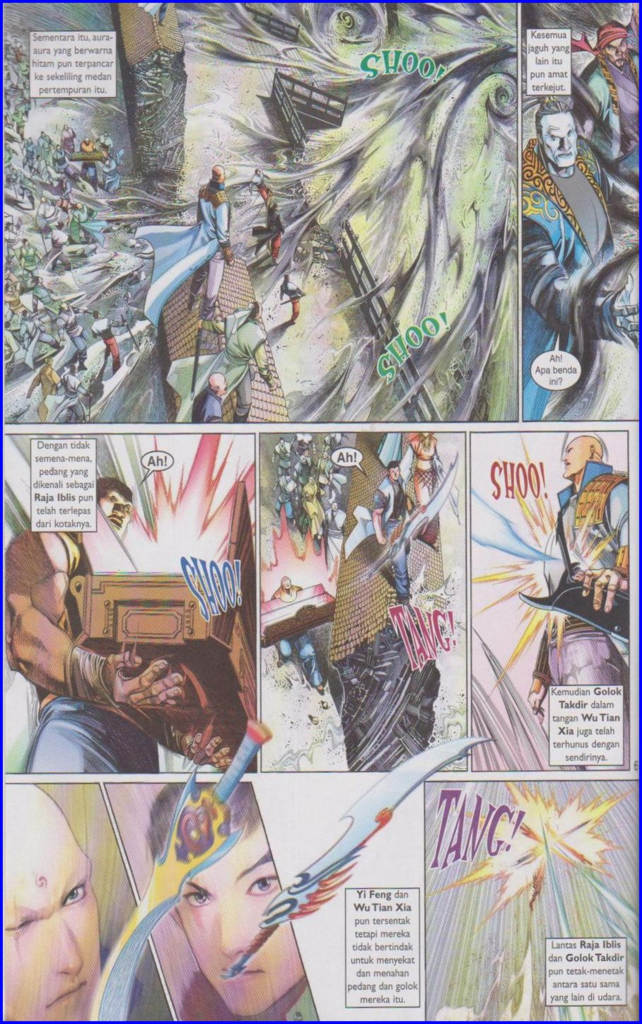 Sementara itu, aura-
aura yang berwarna
hitam pun terpancar
ke sekeliling medan
pertempuran itu.
SHOO!
SHOO!
Kesemua
jaguh yang
lain itu
pun amat
terkejut.
Ah!
Apa benda
ini?
Dengan tidak
semena-mena,
pedang yang
dikenali sebagai
Raja Iblis pun
telah terlepas
dari kotaknya.
Ah!
SHOO!
Ah!
TANG!
SHOO!
Kemudian Golok
Takdir dalam
tangan Wu Tian
Xia juga telah
terhunus dengan
sendirinya.
Yi Feng dan
Wu Tian Xia
pun tersentak
tetapi mereka
tidak bertindak
untuk menyekat
dan menahan
pedang dan golok
mereka itu.
TANG!
Lantas Raja Iblis
dan Golok Takdir
pun tetak-menetak
antara satu sama
yang lain di udara.